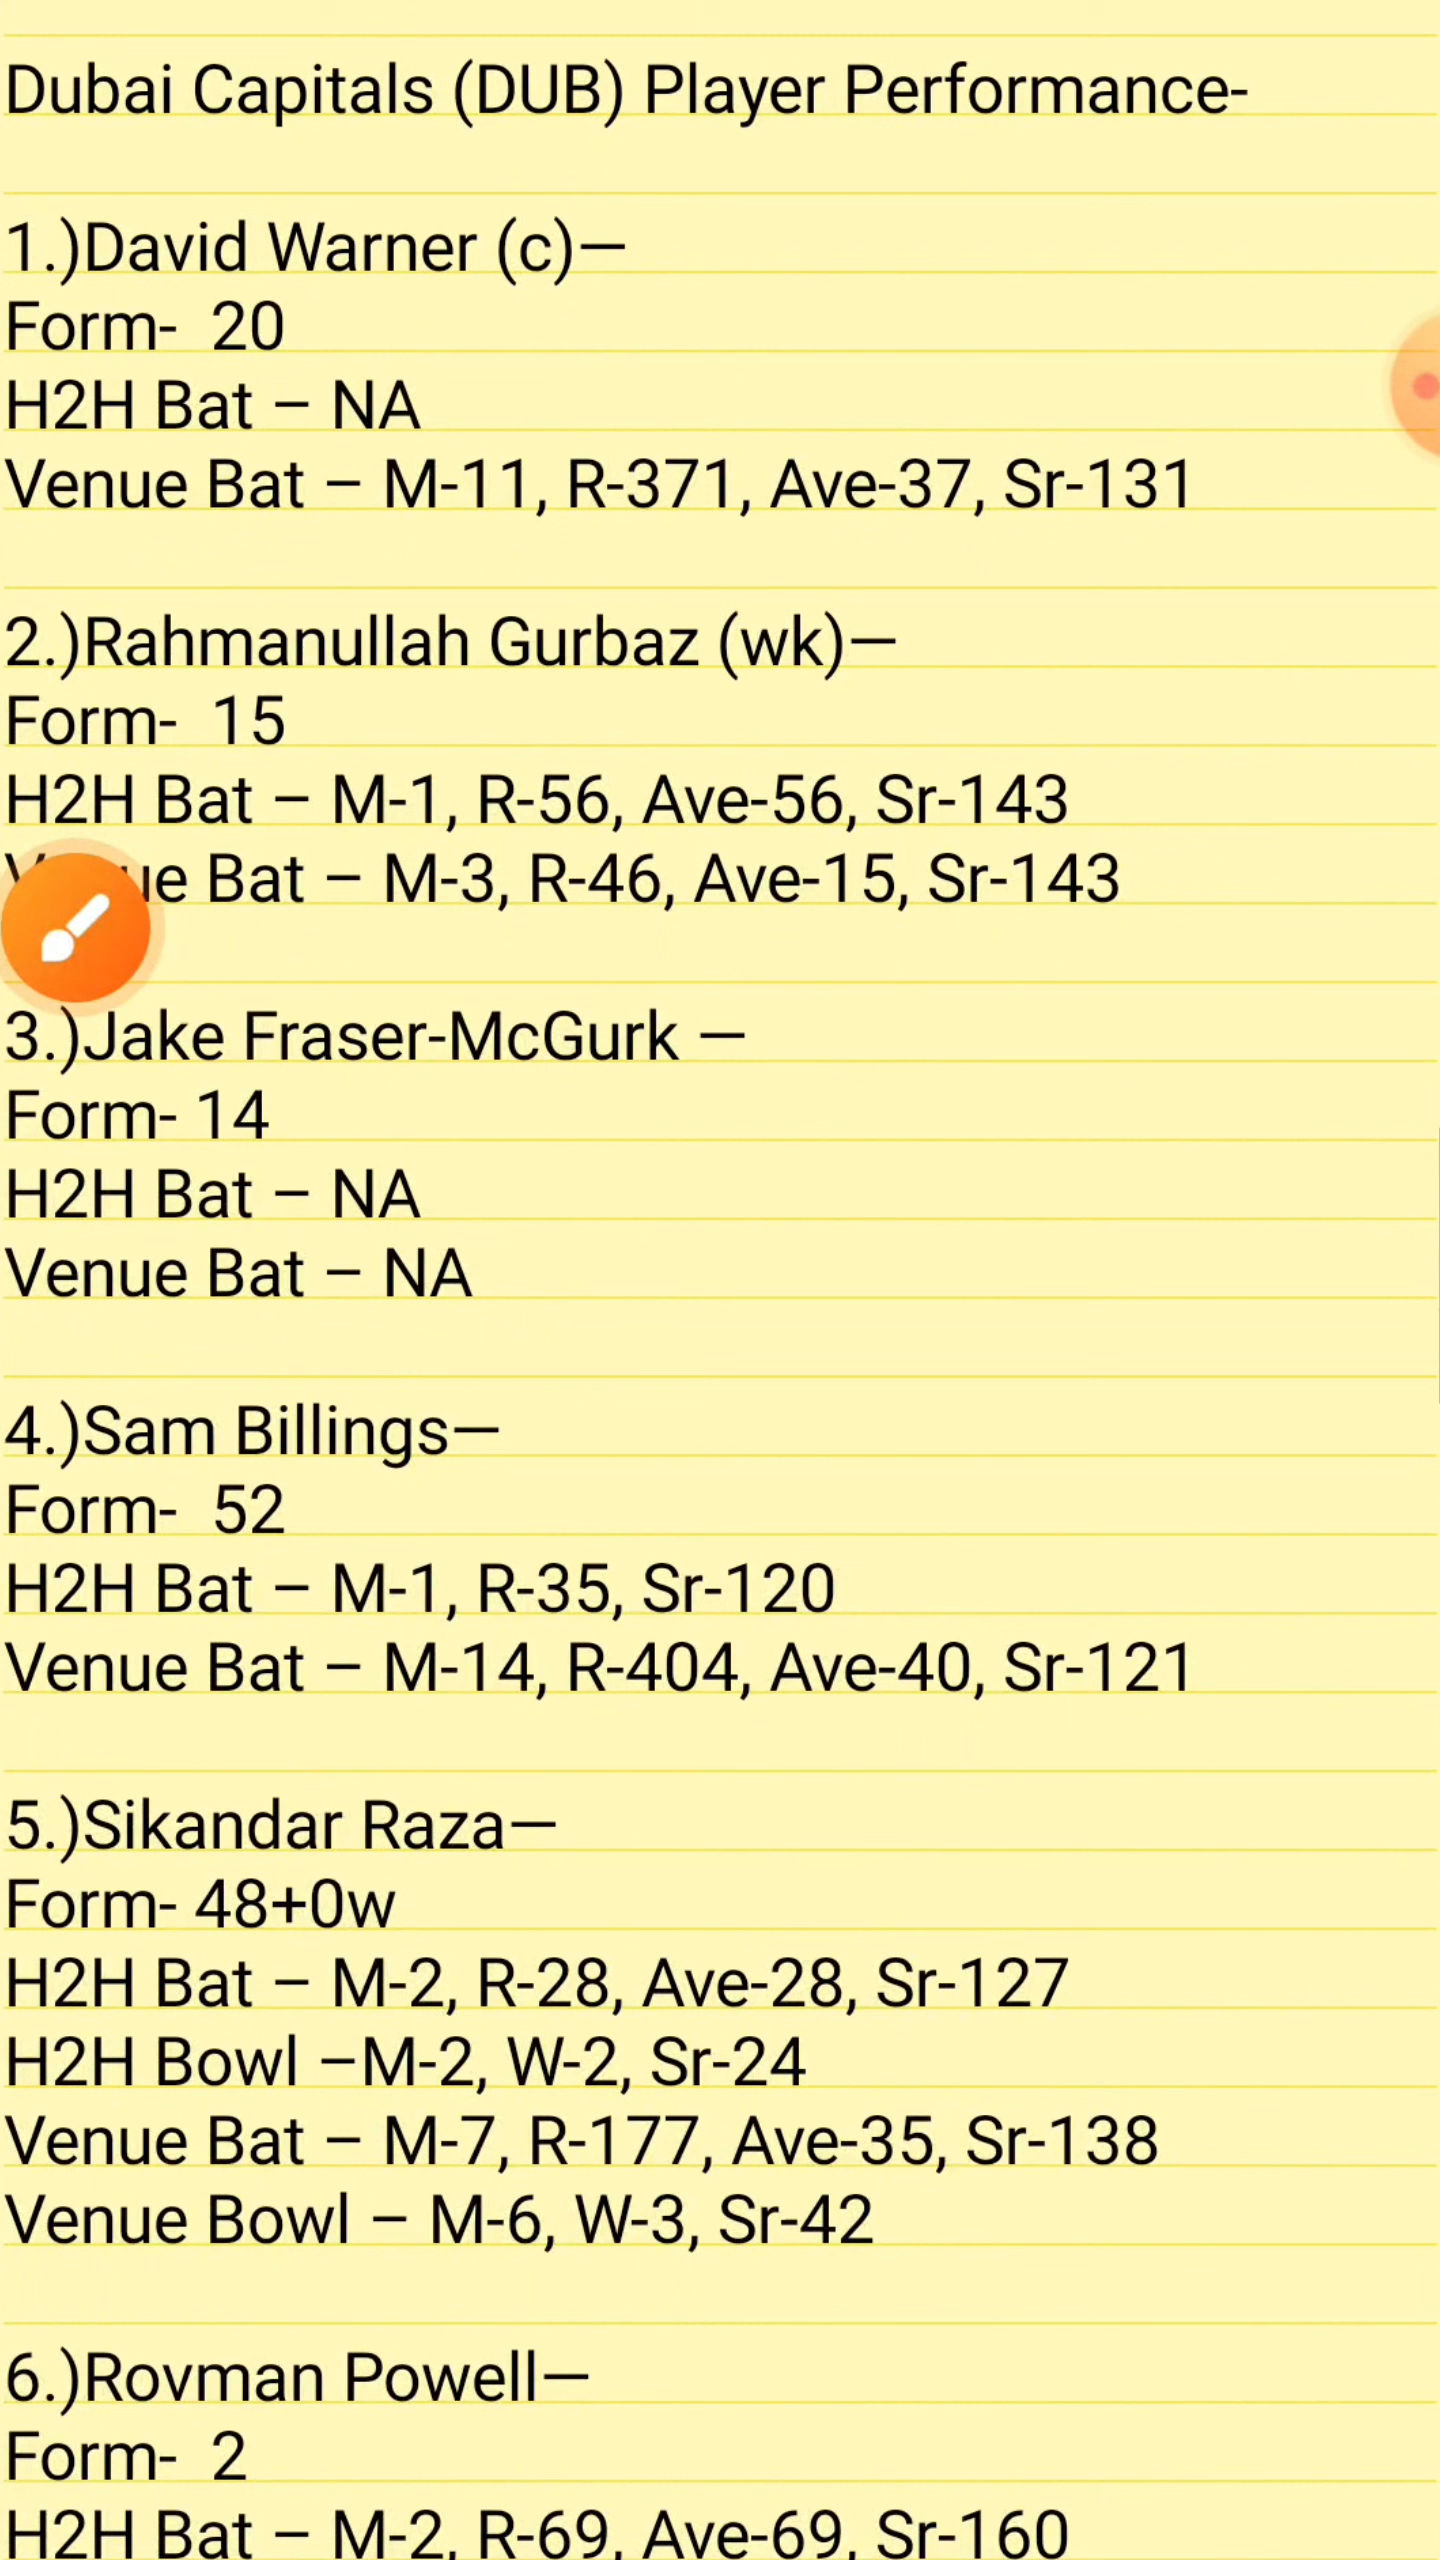 Dubai Capitals (DUB) Player Performance-
1.)David Warner (c)—
Form-  20
H2H Bat – NA
Venue Bat – M-11, R-371, Ave-37, Sr-131
2.)Rahmanullah Gurbaz (wk)—
Form-  15
H2H Bat – M-1, R-56, Ave-56, Sr-143
Bat – M-3, R-46, Ave-15, Sr-143
3.)Jake Fraser-McGurk —
Form- 14
H2H Bat – NA
Venue Bat – NA
4.)Sam Billings—
Form-  52
H2H Bat – M-1, R-35, Sr-120
Venue Bat – M-14, R-404, Ave-40, Sr-121
5.)Sikandar Raza—
Form- 48+0w
H2H Bat – M-2, R-28, Ave-28, Sr-127
H2H Bowl –M-2, W-2, Sr-24
Venue Bat – M-7, R-177, Ave-35, Sr-138
Venue Bowl – M-6, W-3, Sr-42
6.)Rovman Powell—
Form-  2
H2H Bat – M-2, R-69, Ave-69, Sr-160